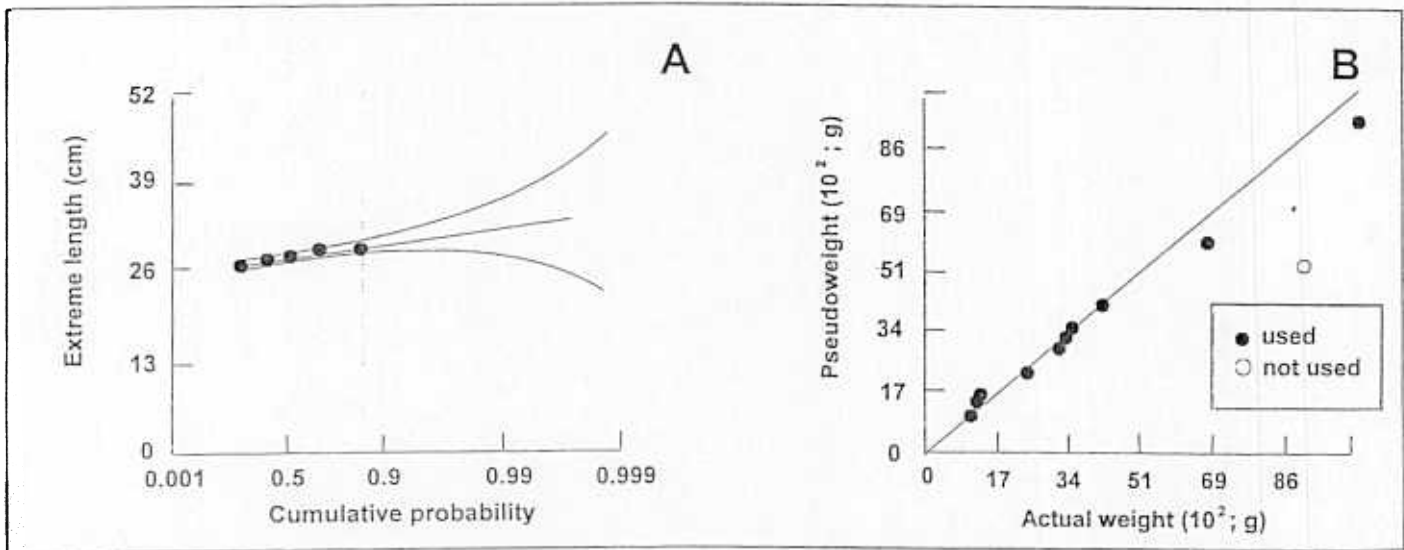 A
52
39
26
13
0
Extreme length (cm)
0.001 0.5 0.9 0.99 0.999
Cumulative probability
B
86
69
51
34
17
0
Pseudoweight (10²; g)
used
not used
0 17 34 51 69 86
Actual weight (10²; g)